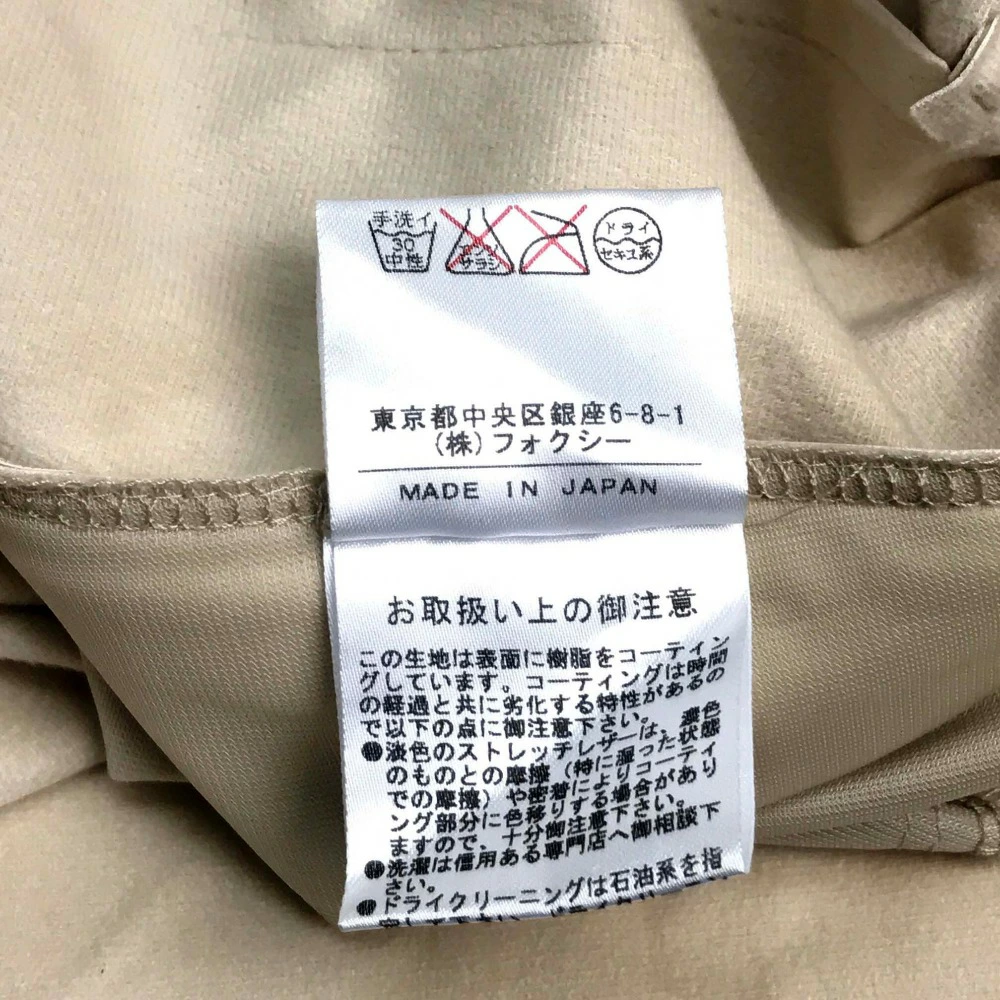 手洗イ
30
中性
エンソ
サラシ
ドライ
セキユ系
東京都中央区銀座6-8-1
(株)フォクシー
MADE IN JAPAN
お取扱い上の御注意
この生地は表面に樹脂をコーティン
グしています。コーティングは時間
の経過と共に劣化する特性があるの
で以下の点に御注意下さい。
●淡色のストレッチレザーは、濃色
のものとの摩擦(特に湿った状態
での摩擦)や密着によりコーティ
ング部分に色移りする場合があり
ますので、十分御注意下さい。
●洗濯は信用ある専門店へ御相談下
さい。
●ドライクリーニングは石油系を指